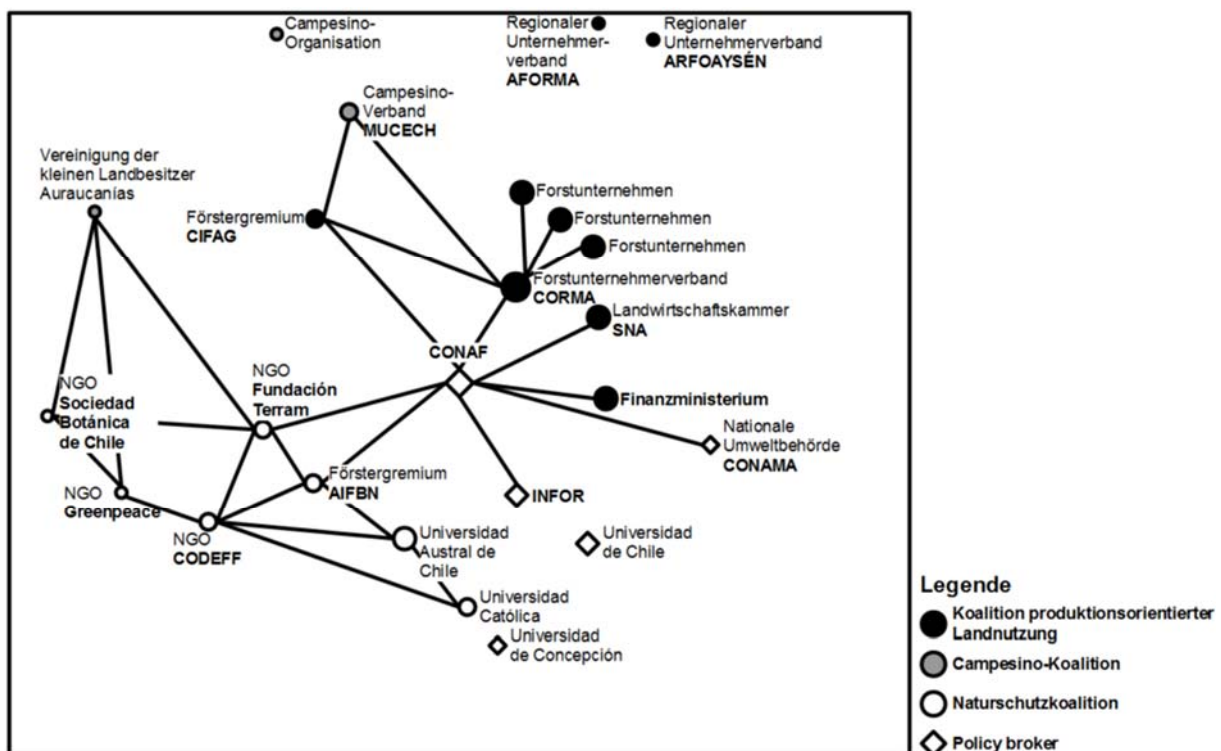 Campesino-
Organisation
Regionaler
Unternehmer-
verband
AFORMA
Regionaler
Unternehmerverband
ARFOAYSÉN
Campesino-
Verband
MUCECH
Vereinigung der
kleinen Landbesitzer
Auraucanías
Förstergremium
CIFAG
Forstunternehmen
Forstunternehmen
Forstunternehmen
Forstunternehmerverband
CORMA
Landwirtschaftskammer
SNA
CONAF
NGO
Fundación
Terram
NGO
Sociedad
Botánica
de Chile
Finanzministerium
Nationale
Umweltbehörde
CONAMA
Förstergremium
AIFBN
NGO
Greenpeace
INFOR
NGO
CODEFF
Universidad
Austral de
Chile
Universidad
de Chile
Universidad
Católica
Universidad
de Concepción
Legende
Koalition produktionsorientierter
Landnutzung
Campesino-Koalition
Naturschutzkoalition
Policy broker